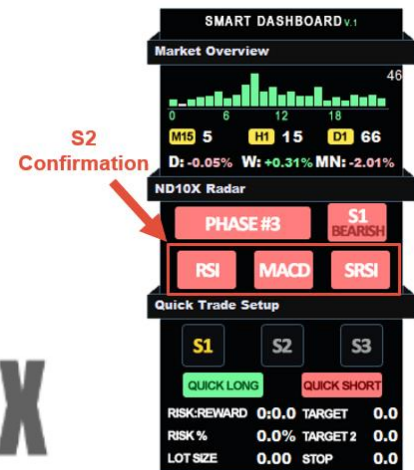 SMART DASHBOARD V.1
Market Overview
46
0 6 12 18
M15 5 H1 15 D1 66
D: -0.05% W: +0.31% MN: -2.01%
S2
Confirmation
ND10X Radar
PHASE #3 S1
BEARISH
RSI MACD SRSI
Quick Trade Setup
S1 S2 S3
QUICK LONG QUICK SHORT
RISK:REWARD 0:0.0 TARGET 0.0
RISK % 0.0% TARGET 2 0.0
LOT SIZE 0.00 STOP 0.0
X